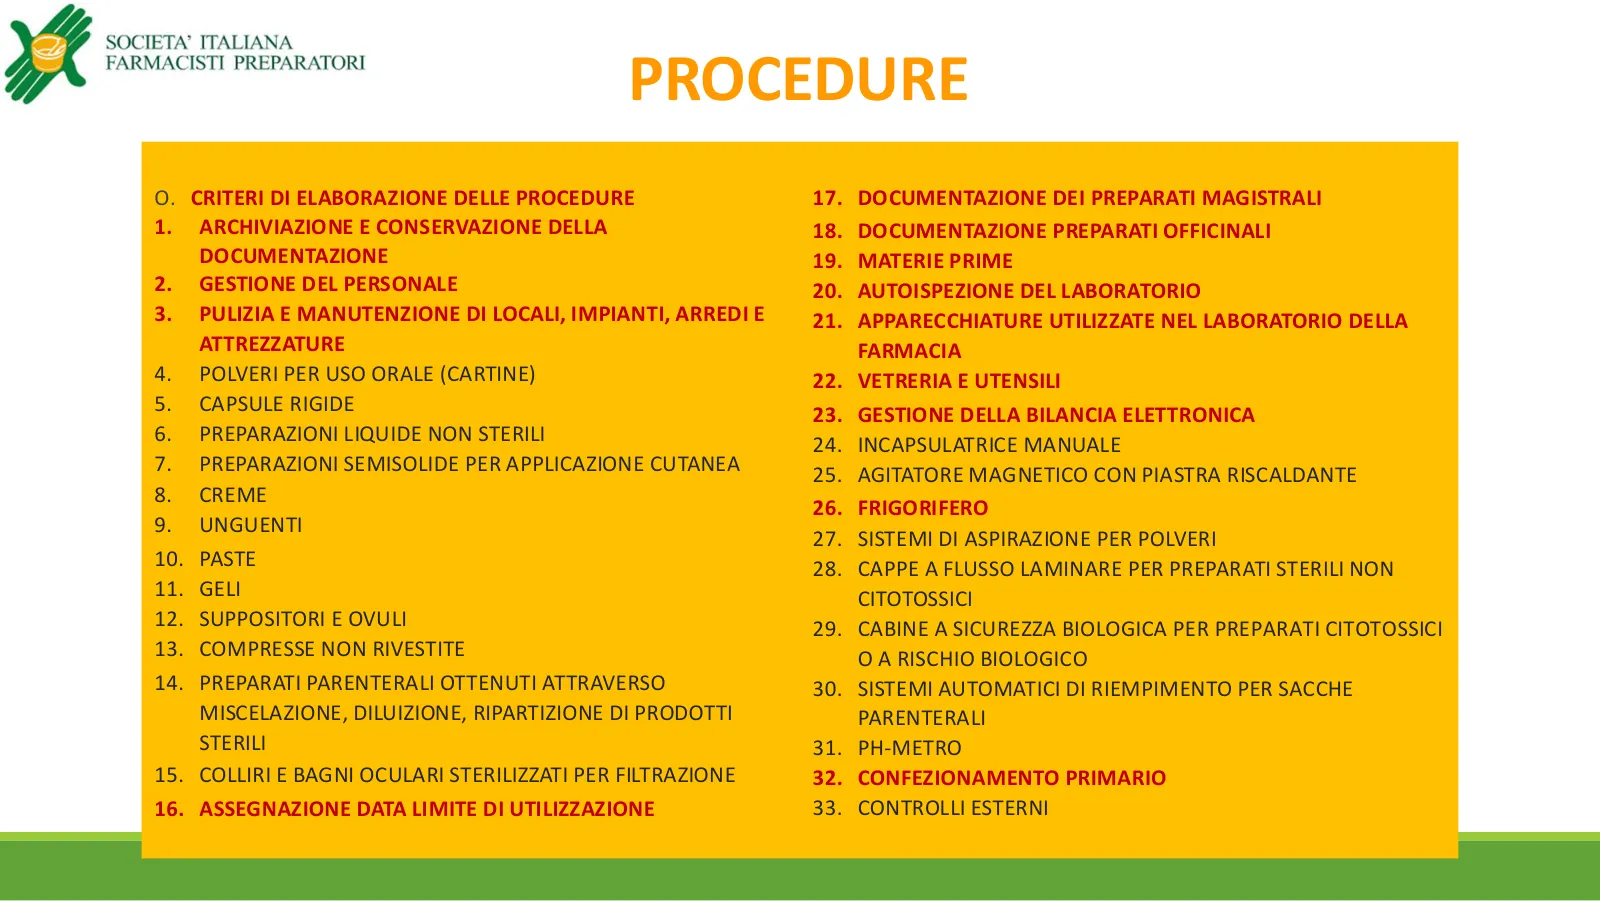 SOCIETA' ITALIANA
FARMACISTI PREPARATORI
PROCEDURE
O. CRITERI DI ELABORAZIONE DELLE PROCEDURE
1. ARCHIVIAZIONE E CONSERVAZIONE DELLA
DOCUMENTAZIONE
2. GESTIONE DEL PERSONALE
3. PULIZIA E MANUTENZIONE DI LOCALI, IMPIANTI, ARREDI E
ATTREZZATURE
4. POLVERI PER USO ORALE (CARTINE)
5. CAPSULE RIGIDE
6. PREPARAZIONI LIQUIDE NON STERILI
7. PREPARAZIONI SEMISOLIDE PER APPLICAZIONE CUTANEA
8. CREME
9. UNGUENTI
10. PASTE
11. GELI
12. SUPPOSITORI E OVULI
13. COMPRESSE NON RIVESTITE
14. PREPARATI PARENTERALI OTTENUTI ATTRAVERSO
MISCELAZIONE, DILUIZIONE, RIPARTIZIONE DI PRODOTTI
STERILI
15. COLLIRI E BAGNI OCULARI STERILIZZATI PER FILTRAZIONE
16. ASSEGNAZIONE DATA LIMITE DI UTILIZZAZIONE
17. DOCUMENTAZIONE DEI PREPARATI MAGISTRALI
18. DOCUMENTAZIONE PREPARATI OFFICINALI
19. MATERIE PRIME
20. AUTOISPEZIONE DEL LABORATORIO
21. APPARECCHIATURE UTILIZZATE NEL LABORATORIO DELLA
FARMACIA
22. VETRERIA E UTENSILI
23. GESTIONE DELLA BILANCIA ELETTRONICA
24. INCAPSULATRICE MANUALE
25. AGITATORE MAGNETICO CON PIASTRA RISCALDANTE
26. FRIGORIFERO
27. SISTEMI DI ASPIRAZIONE PER POLVERI
28. CAPPE A FLUSSO LAMINARE PER PREPARATI STERILI NON
CITOTOSSICI
29. CABINE A SICUREZZA BIOLOGICA PER PREPARATI CITOTOSSICI
O A RISCHIO BIOLOGICO
30. SISTEMI AUTOMATICI DI RIEMPIMENTO PER SACCHE
PARENTERALI
31. PH-METRO
32. CONFEZIONAMENTO PRIMARIO
33. CONTROLLI ESTERNI